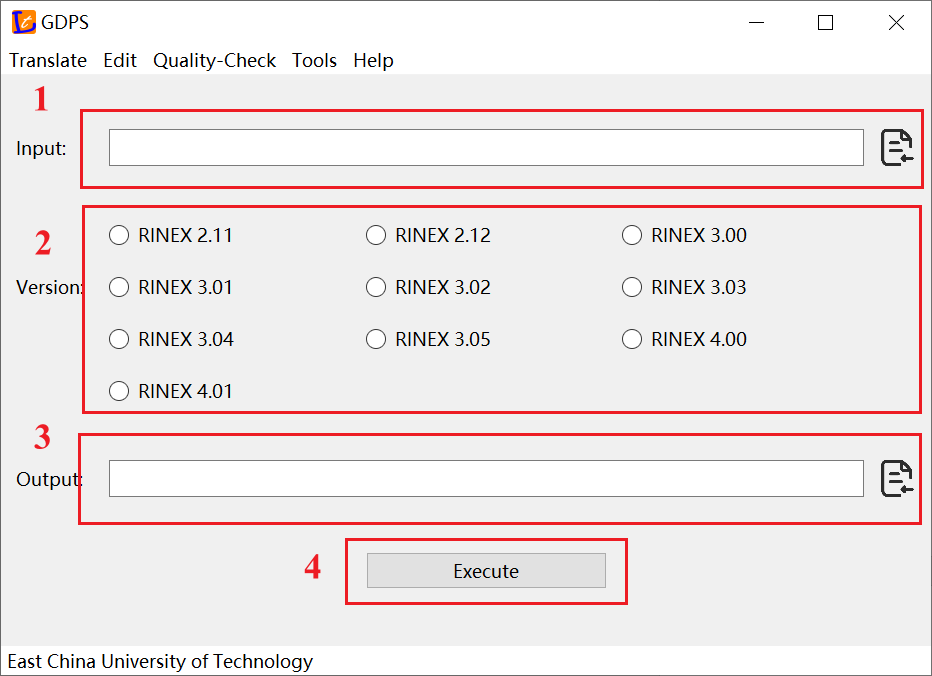 GDPS
Translate Edit Quality-Check Tools Help
1
Input:
2
RINEX 2.11 RINEX 2.12 RINEX 3.00
Version:
RINEX 3.01 RINEX 3.02 RINEX 3.03
RINEX 3.04 RINEX 3.05 RINEX 4.00
RINEX 4.01
3
Output:
4
Execute
East China University of Technology